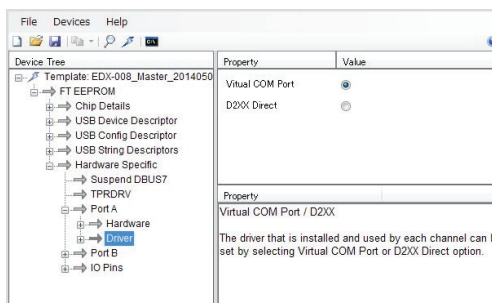 File Devices Help
Device Tree
Template: EDX-008_Master_2014050
FT EEPROM
Chip Details
USB Device Descriptor
USB Config Descriptor
USB String Descriptors
Hardware Specific
Suspend DBUS7
TPRDRV
Port A
Hardware
Driver
Port B
IO Pins
Property Value
Virtual COM Port
D2XX Direct
Property
Virtual COM Port / D2XX
The driver that is installed and used by each channel can
set by selecting Virtual COM Port or D2XX Direct option.